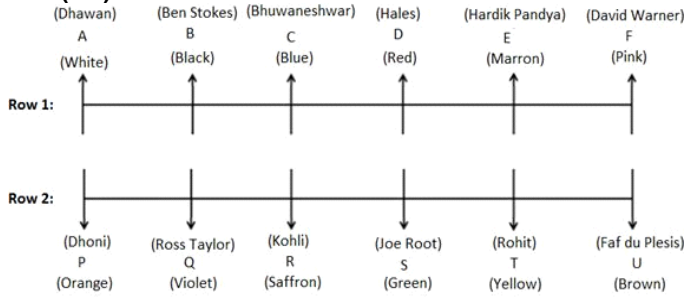 (Dhawan) (Ben Stokes) (Bhuwaneshwar) (Hales) (Hardik Pandya) (David Warner)
A B C D E F
(White) (Black) (Blue) (Red) (Marron) (Pink)
Row 1:
Row 2:
(Dhoni) (Ross Taylor) (Kohli) (Joe Root) (Rohit) (Faf du Plesis)
P Q R S T U
(Orange) (Violet) (Saffron) (Green) (Yellow) (Brown)